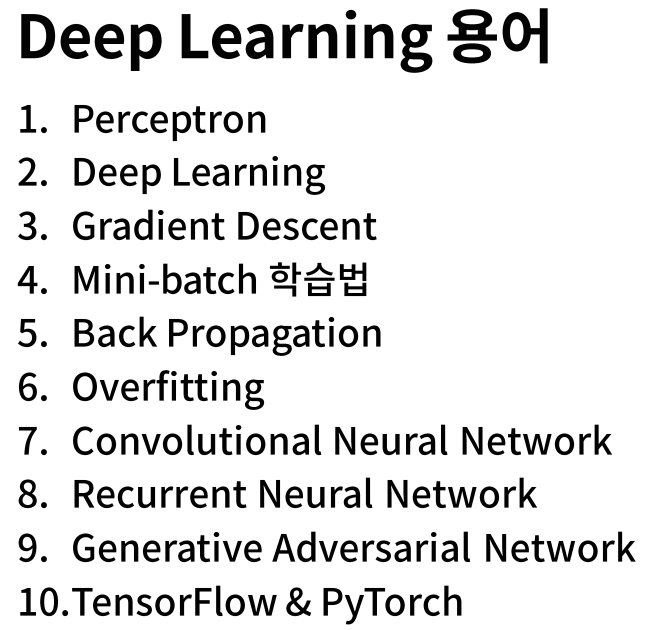 Deep Learning 용어
1. Perceptron
2. Deep Learning
3. Gradient Descent
4. Mini-batch 학습법
5. Back Propagation
6. Overfitting
7. Convolutional Neural Network
8. Recurrent Neural Network
9. Generative Adversarial Network
10.TensorFlow & PyTorch